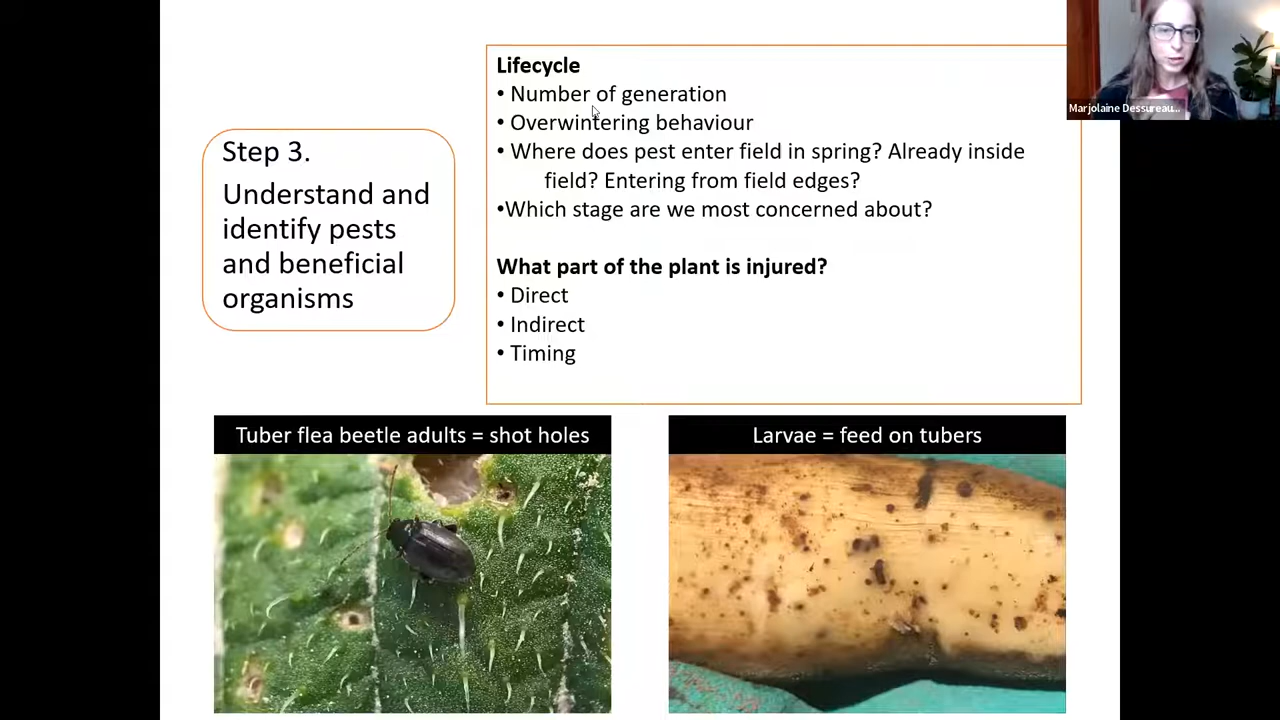 Step 3.
Understand and
identify pests
and beneficial
organisms
Lifecycle
• Number of generation
• Overwintering behaviour
• Where does pest enter field in spring? Already inside
field? Entering from field edges?
•Which stage are we most concerned about?
What part of the plant is injured?
• Direct
• Indirect
• Timing
Marjolaine Dessureau...
Tuber flea beetle adults = shot holes
Larvae = feed on tubers